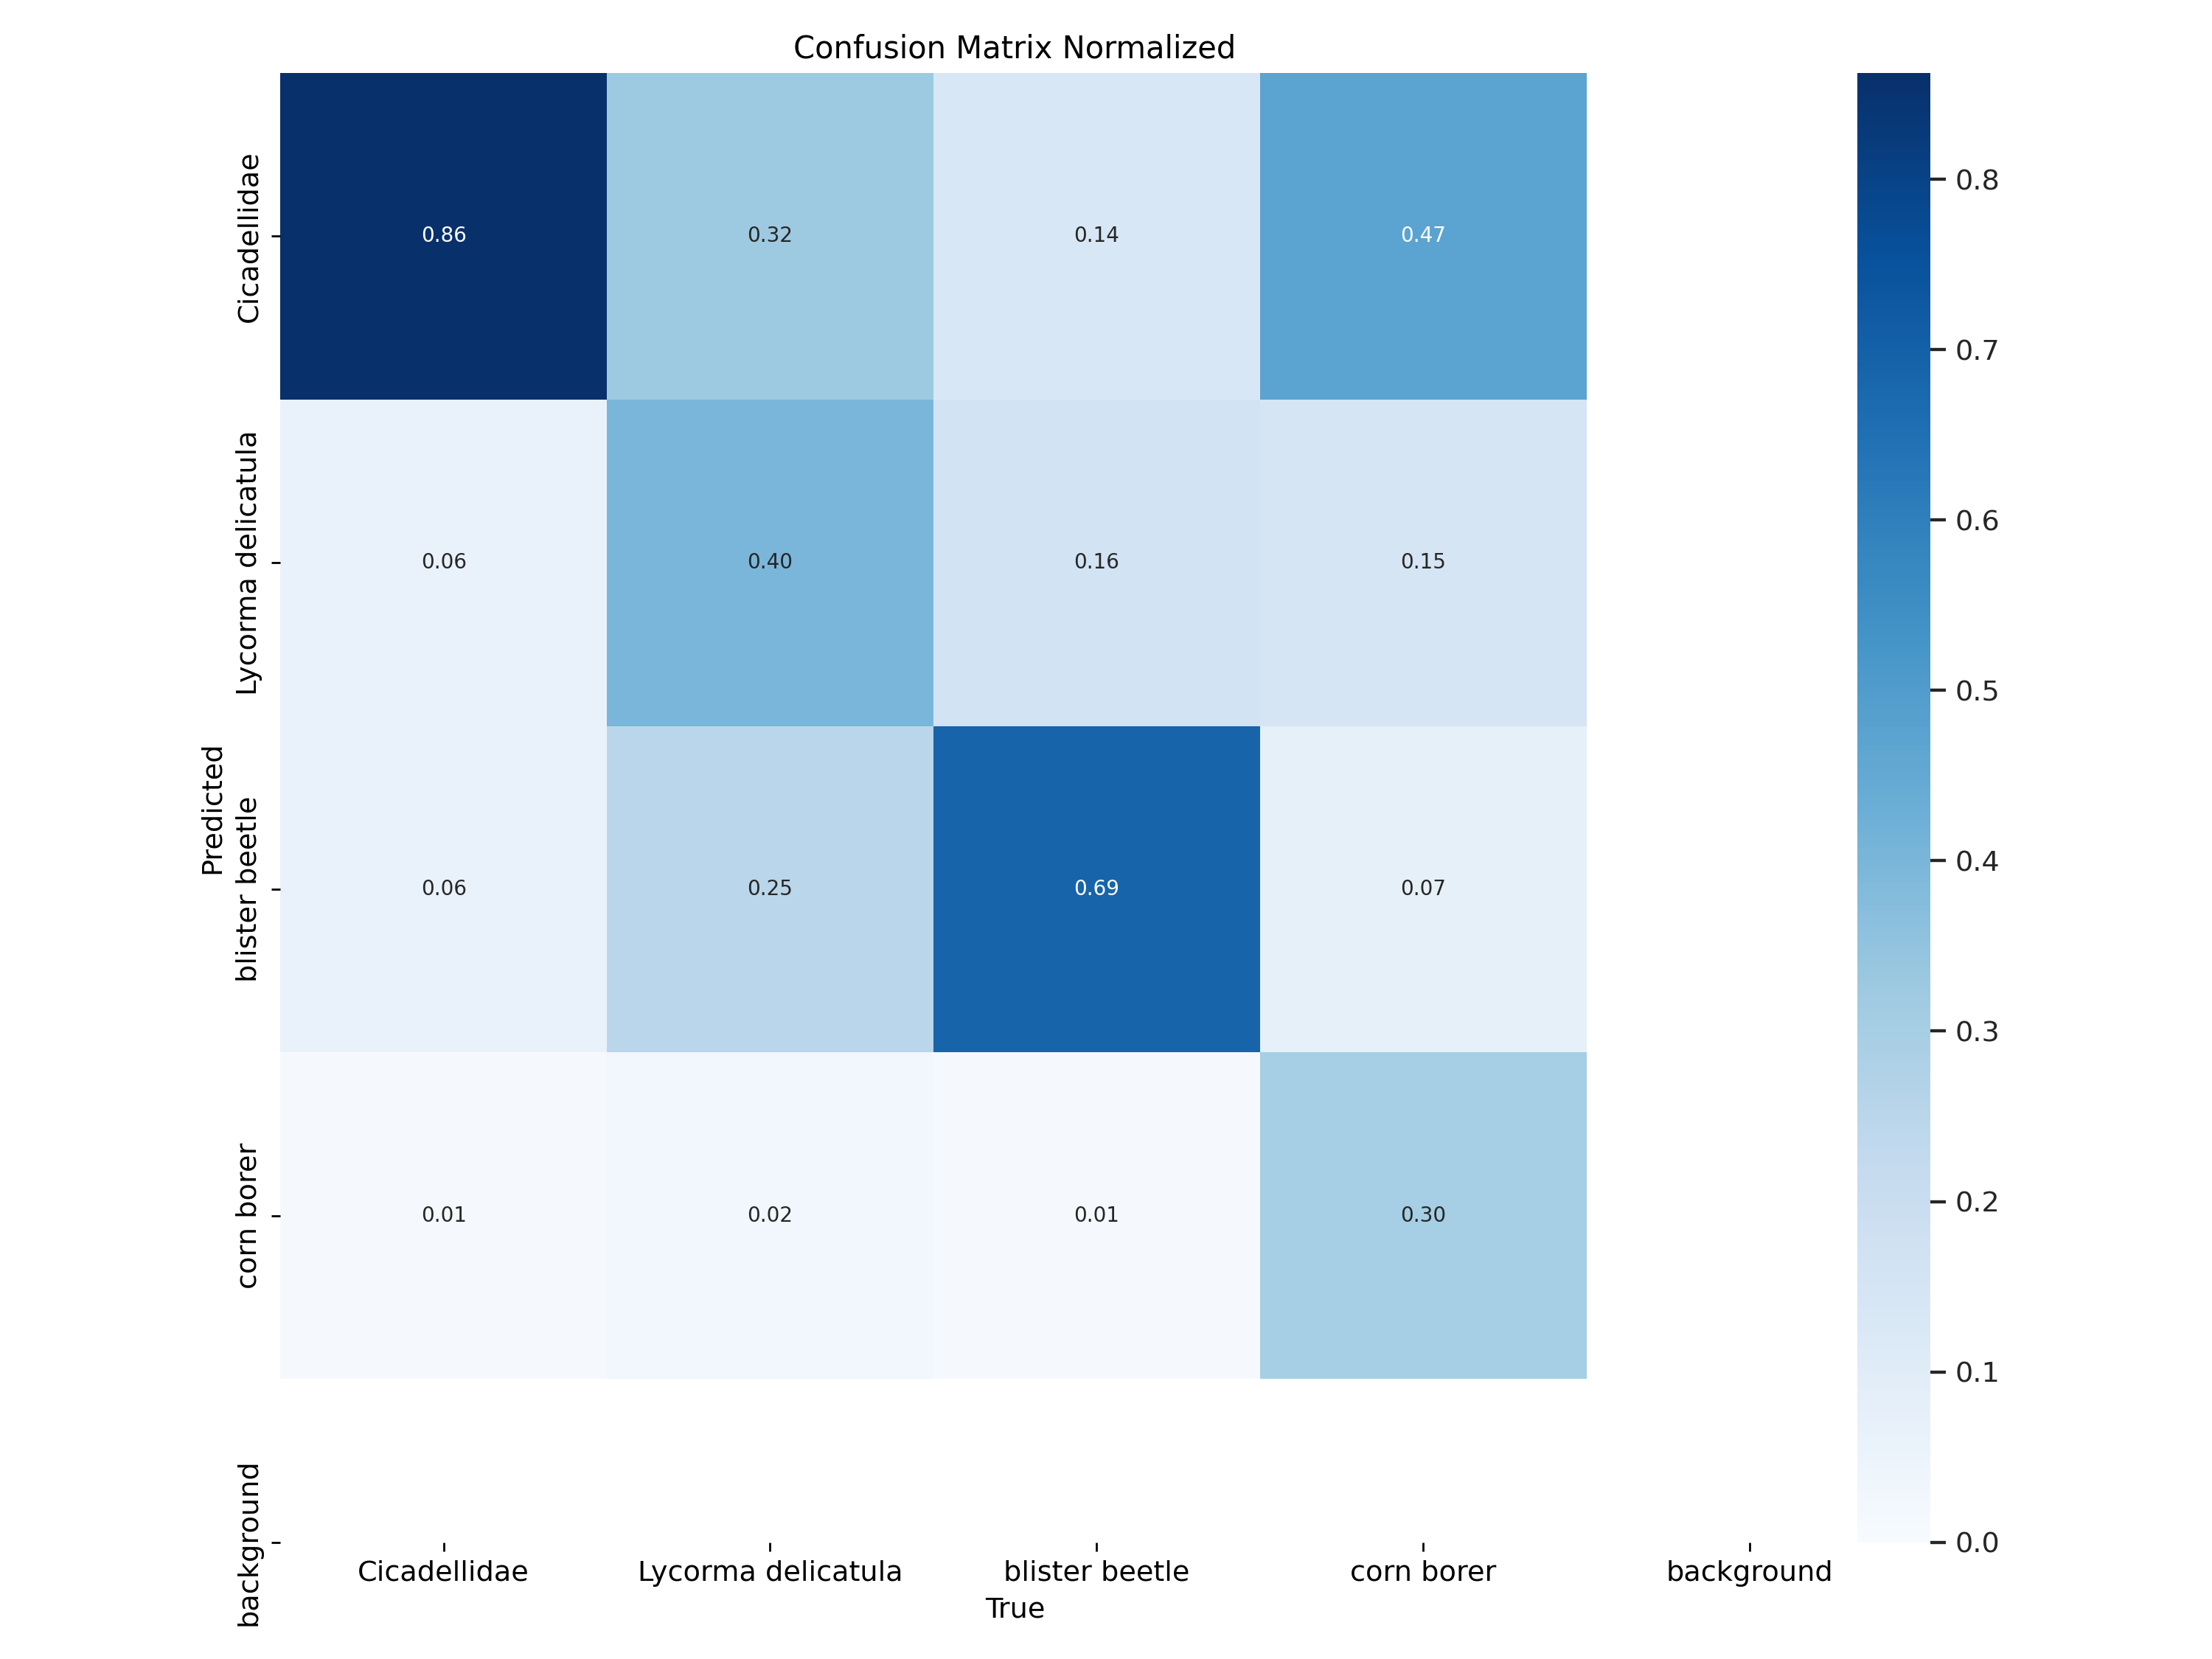 Confusion Matrix Normalized
Predicted
Cicadellidae
0.86 0.32 0.14 0.47
Lycorma delicatula
0.06 0.40 0.16 0.15
blister beetle
0.06 0.25 0.69 0.07
corn borer
0.01 0.02 0.01 0.30
background
Cicadellidae Lycorma delicatula blister beetle corn borer background
True
0.8
0.7
0.6
0.5
0.4
0.3
0.2
0.1
0.0